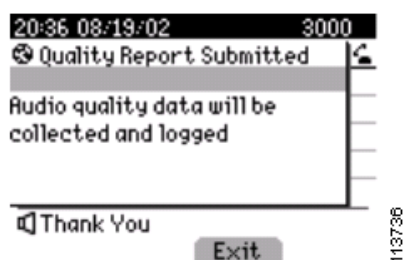 20:36 08/19/02 3000
Quality Report Submitted
Audio quality data will be
collected and logged
Thank You
Exit
113736